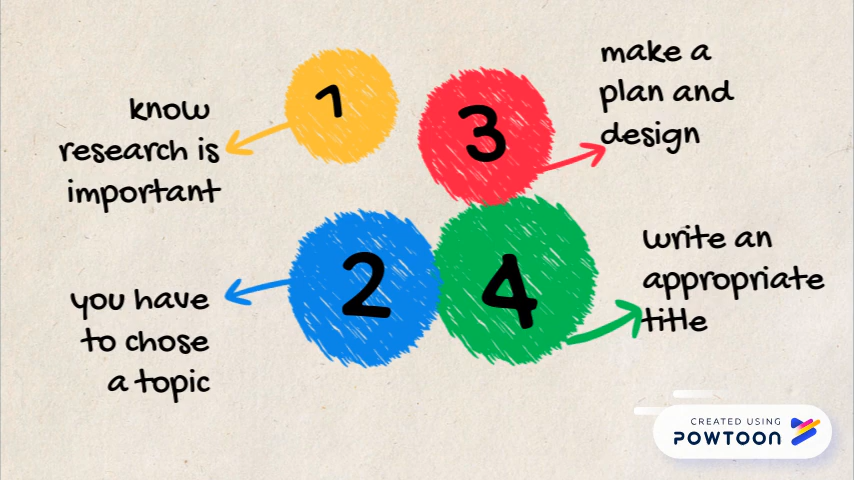 1
know
research is
important
2
you have
to chose
a topic
3
make a
plan and
design
4
write an
appropriate
title
CREATED USING
POWTOON